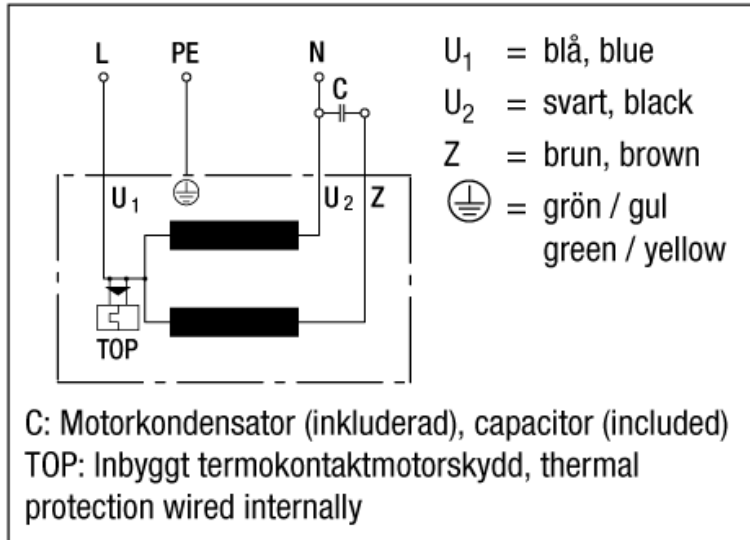 L PE N
C
U1 U2 Z
TOP
U1 = blå, blue
U2 = svart, black
Z = brun, brown
= grön / gul
green / yellow
C: Motorkondensator (inkluderad), capacitor (included)
TOP: Inbyggt termokontaktmotorskydd, thermal
protection wired internally